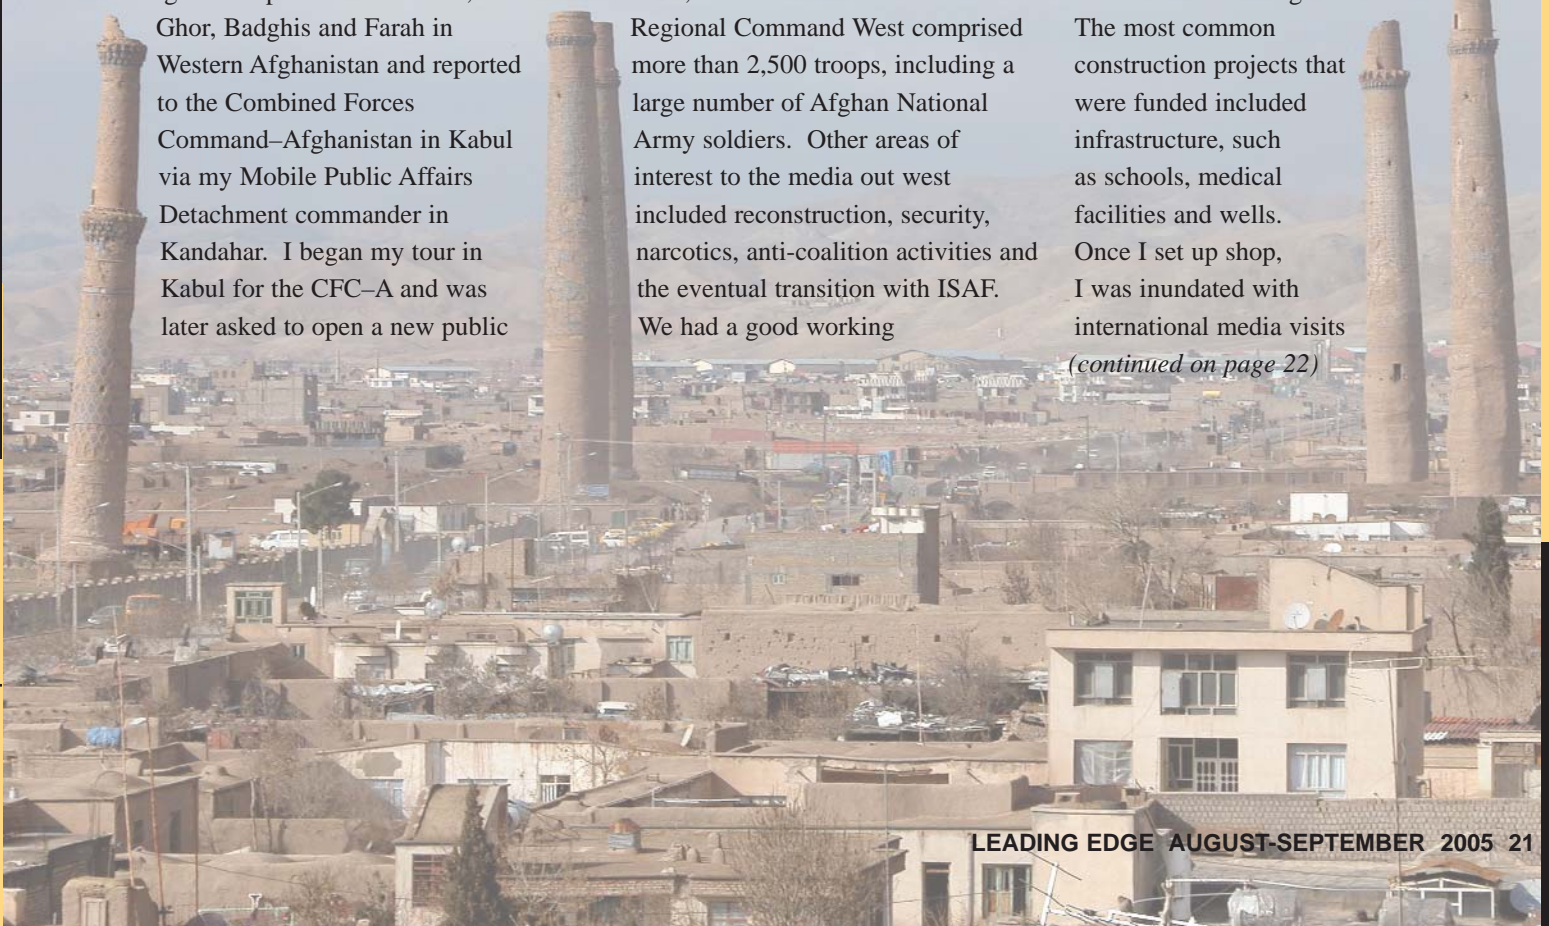 Ghor, Badghis and Farah in
Western Afghanistan and reported
to the Combined Forces
Command–Afghanistan in Kabul
via my Mobile Public Affairs
Detachment commander in
Kandahar.  I began my tour in
Kabul for the CFC–A and was
later asked to open a new public
Regional Command West comprised
more than 2,500 troops, including a
large number of Afghan National
Army soldiers.  Other areas of
interest to the media out west
included reconstruction, security,
narcotics, anti-coalition activities and
the eventual transition with ISAF.
We had a good working
The most common
construction projects that
were funded included
infrastructure, such
as schools, medical
facilities and wells.
Once I set up shop,
I was inundated with
international media visits
(continued on page 22)
LEADING EDGE  AUGUST-SEPTEMBER  2005  21